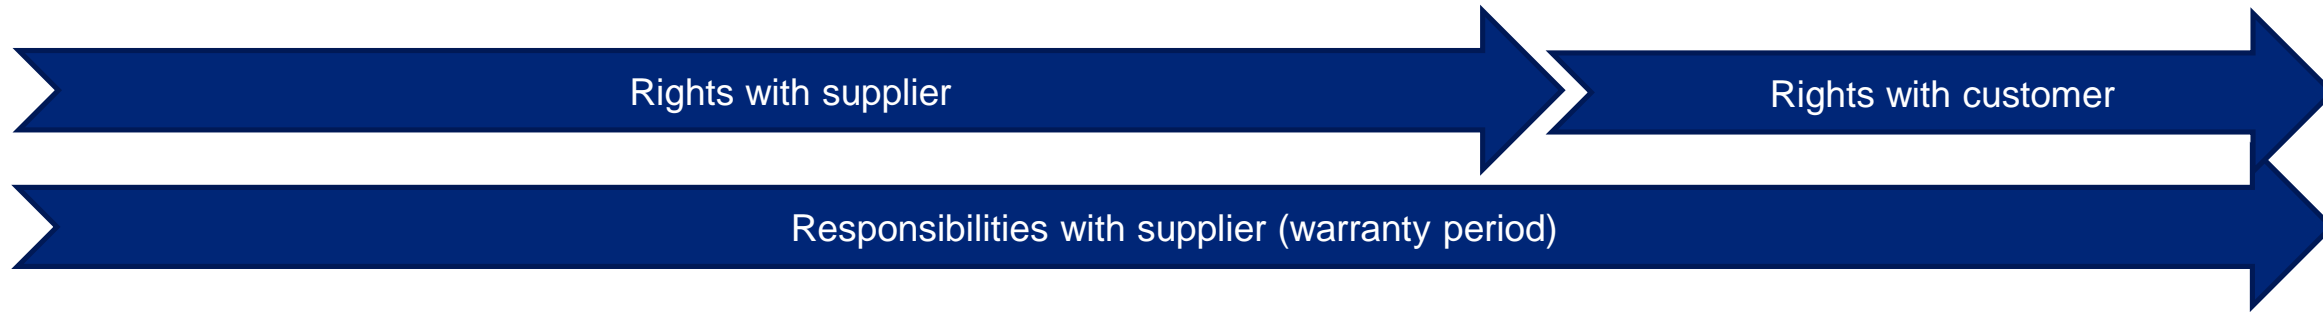 Rights with supplier
Rights with customer
Responsibilities with supplier (warranty period)